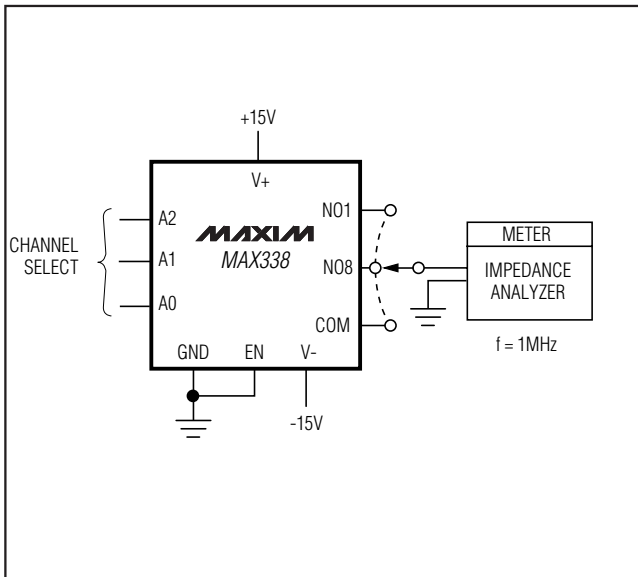 +15V
V+
A2
A1
A0
CHANNEL
SELECT
MAXIM
MAX338
NO1
NO8
COM
GND
EN
V-
-15V
METER
IMPEDANCE
ANALYZER
f = 1MHz